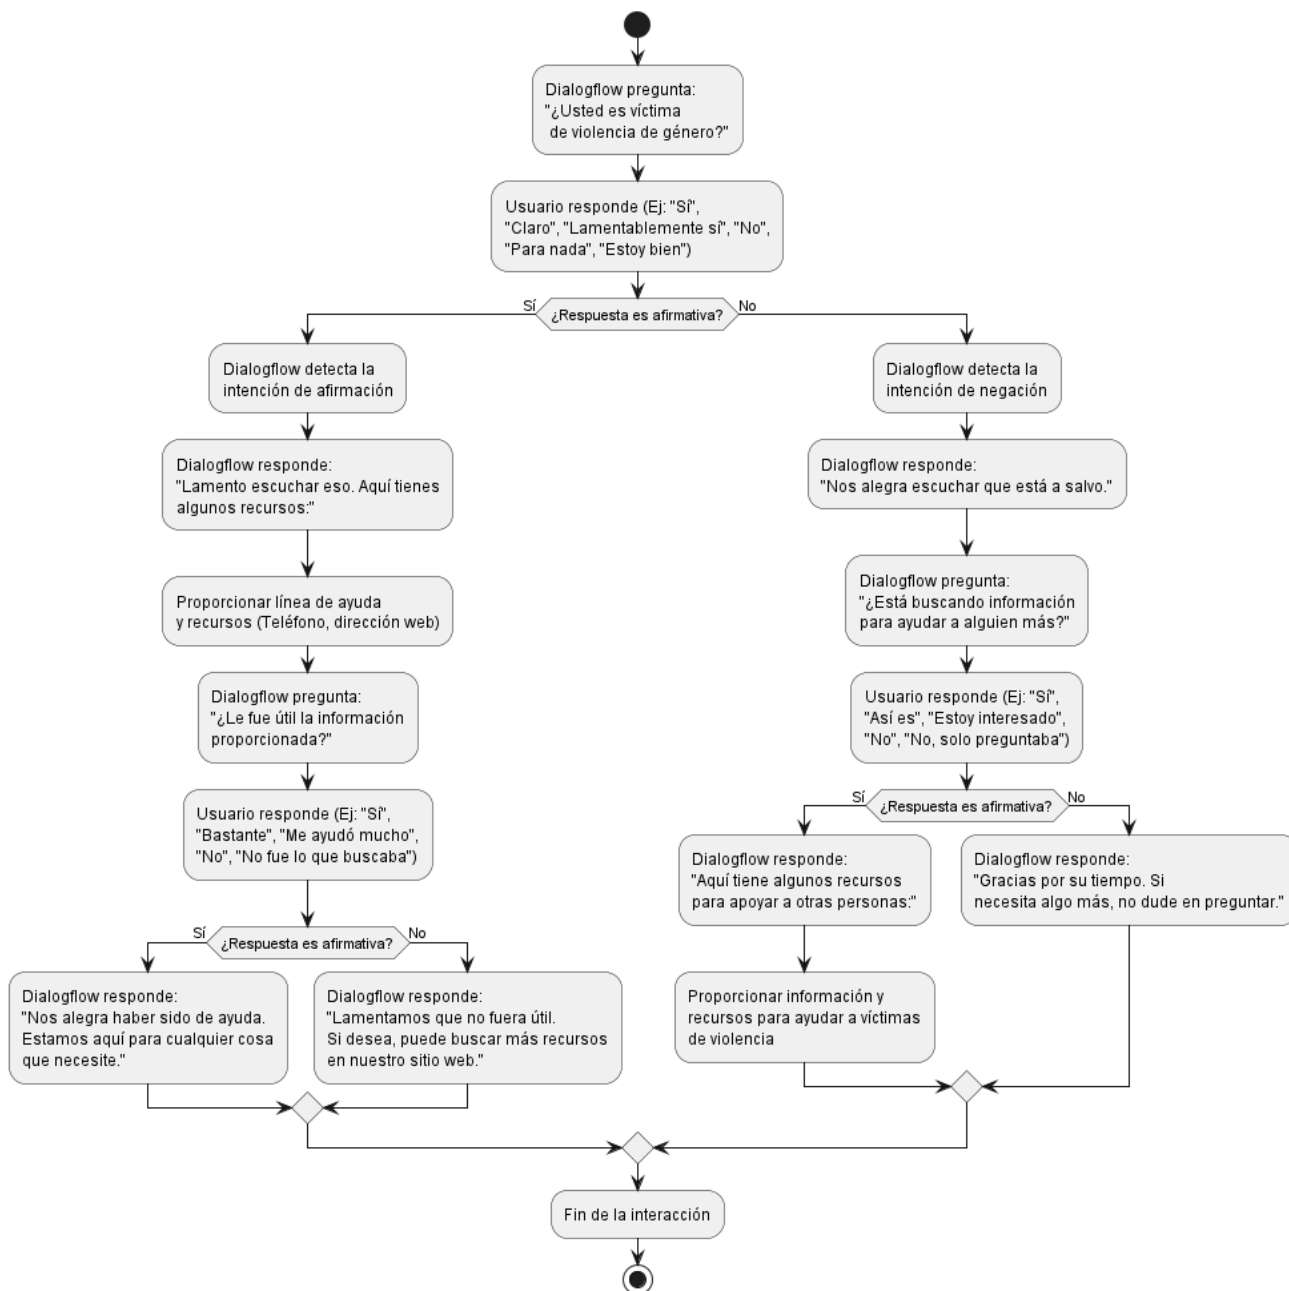 Dialogflow pregunta:
"¿Usted es víctima
de violencia de género?"
Usuario responde (Ej: "Sí",
"Claro", "Lamentablemente sí", "No",
"Para nada", "Estoy bien")
Sí
¿Respuesta es afirmativa?
No
Dialogflow detecta la
intención de afirmación
Dialogflow responde:
"Lamento escuchar eso. Aquí tienes
algunos recursos:"
Proporcionar línea de ayuda
y recursos (Teléfono, dirección web)
Dialogflow pregunta:
"¿Le fue útil la información
proporcionada?"
Usuario responde (Ej: "Sí",
"Bastante", "Me ayudó mucho",
"No", "No fue lo que buscaba")
Sí
¿Respuesta es afirmativa?
No
Dialogflow responde:
"Nos alegra haber sido de ayuda.
Estamos aquí para cualquier cosa
que necesite."
Dialogflow responde:
"Lamentamos que no fuera útil.
Si desea, puede buscar más recursos
en nuestro sitio web."
Dialogflow detecta la
intención de negación
Dialogflow responde:
"Nos alegra escuchar que está a salvo."
Dialogflow pregunta:
"¿Está buscando información
para ayudar a alguien más?"
Usuario responde (Ej: "Sí",
"Así es", "Estoy interesado",
"No", "No, solo preguntaba")
Sí
¿Respuesta es afirmativa?
No
Dialogflow responde:
"Aquí tiene algunos recursos
para apoyar a otras personas:"
Proporcionar información y
recursos para ayudar a víctimas
de violencia
Dialogflow responde:
"Gracias por su tiempo. Si
necesita algo más, no dude en preguntar."
Fin de la interacción